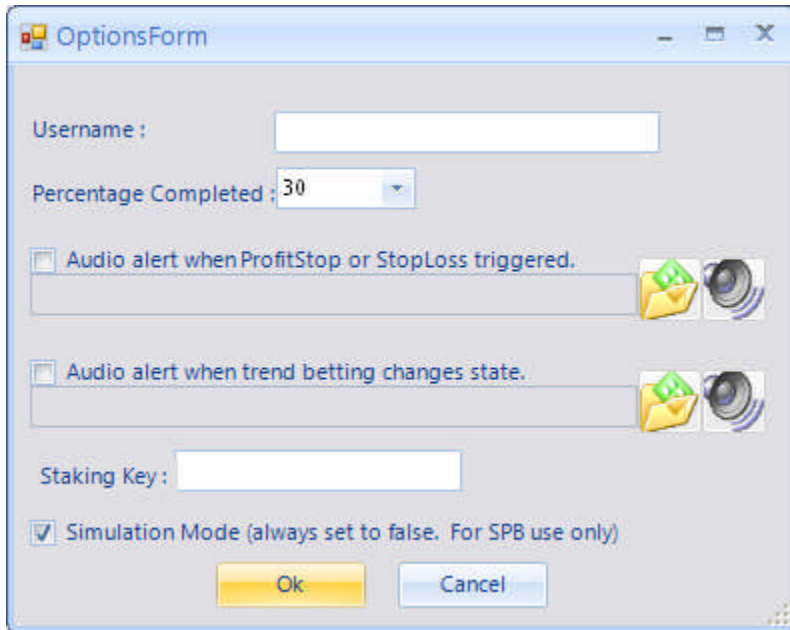 OptionsForm
Username :
Percentage Completed : 30
Audio alert when ProfitStop or StopLoss triggered.
Audio alert when trend betting changes state.
Staking Key :
Simulation Mode (always set to false. For SPB use only)
Ok Cancel